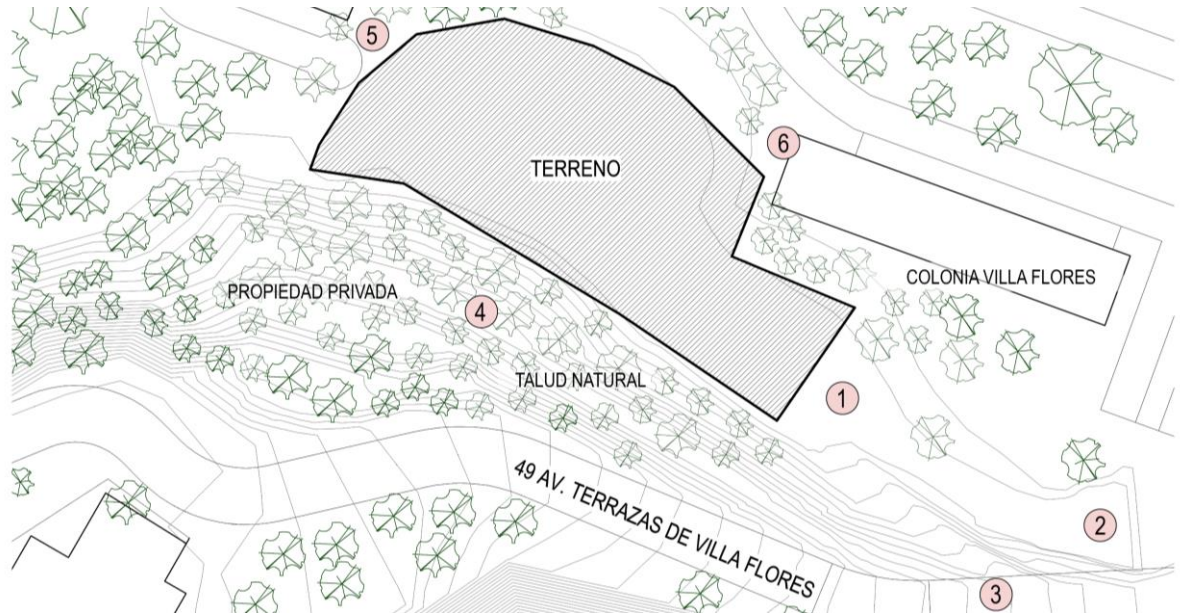 5
6
TERRENO
COLONIA VILLA FLORES
PROPIEDAD PRIVADA
4
TALUD NATURAL
1
49 AV. TERRAZAS DE VILLA FLORES
2
3